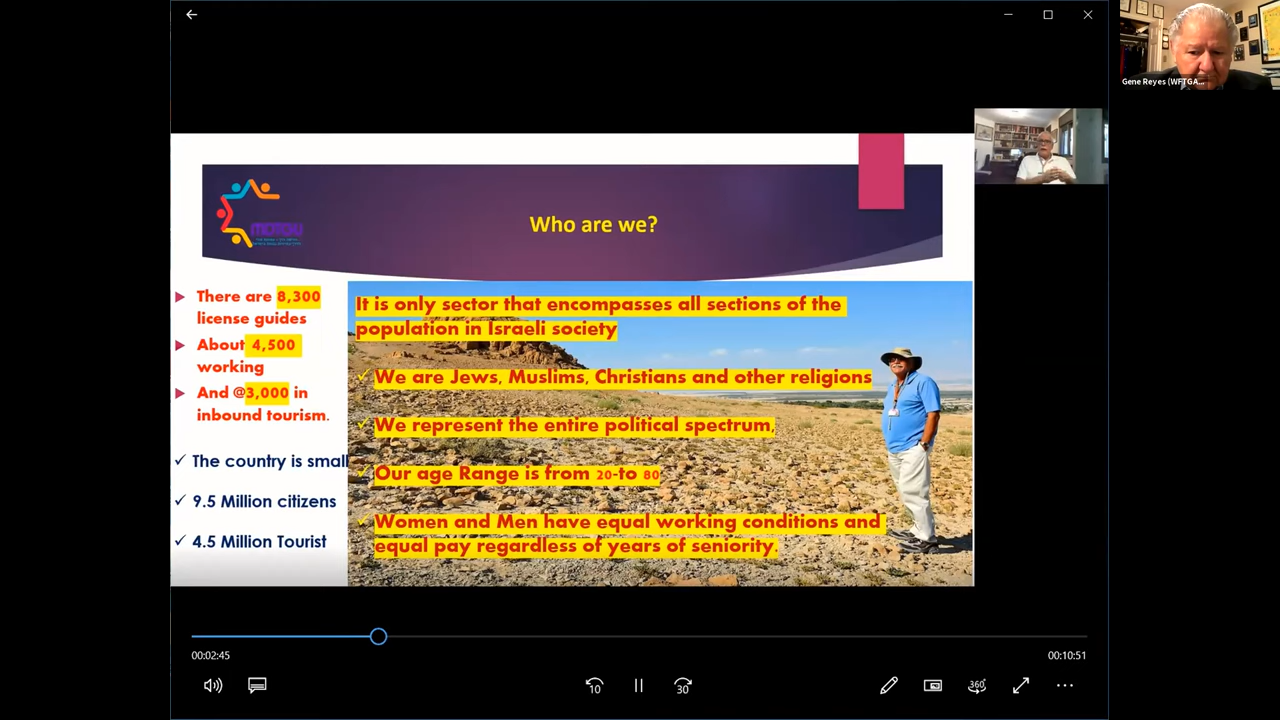 Gene Reyes (WFTGA...
Who are we?
There are 8,300
license guides
About 4,500
working
And @3,000 in
inbound tourism.
✓ The country is small
✓ 9.5 Million citizens
✓ 4.5 Million Tourist
It is only sector that encompasses all sections of the
population in Israeli society
✓ We are Jews, Muslims, Christians and other religions
✓ We represent the entire political spectrum,
✓ Our age Range is from 20-to 80
✓ Women and Men have equal working conditions and
equal pay regardless of years of seniority.
00:02:45
00:10:51
10
30
360°